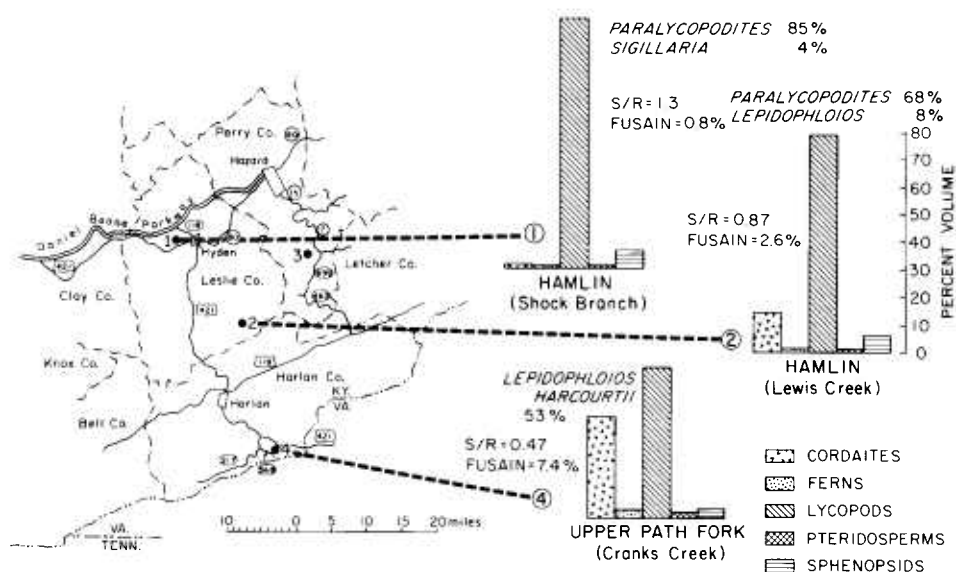 PARALYCOPODITES 85%
SIGILLARIA 4%
S/R=1.3
FUSAIN=0.8%
HAMLIN
(Shock Branch)
PARALYCOPODITES 68%
LEPIDOPHLOIOS 8%
S/R=0.87
FUSAIN=2.6%
80
70
60
50
40
30
20
10
0
PERCENT VOLUME
HAMLIN
(Lewis Creek)
LEPIDOPHLOIOS
HARCOURTII
53%
S/R=0.47
FUSAIN=7.4%
UPPER PATH FORK
(Cranks Creek)
CORDAITES
FERNS
LYCOPODS
PTERIDOSPERMS
SPHENOPSIDS
Perry Co.
Hazard
15
7
Daniel Boone Parkway
1
1
Hyden
3
Letcher Co.
Leslie Co.
Clay Co.
421
421
2
2
Knox Co.
Harlan Co.
KY.
VA.
Harlan
Bell Co.
421
4
4
VA.
TENN.
10 0 10 20 miles